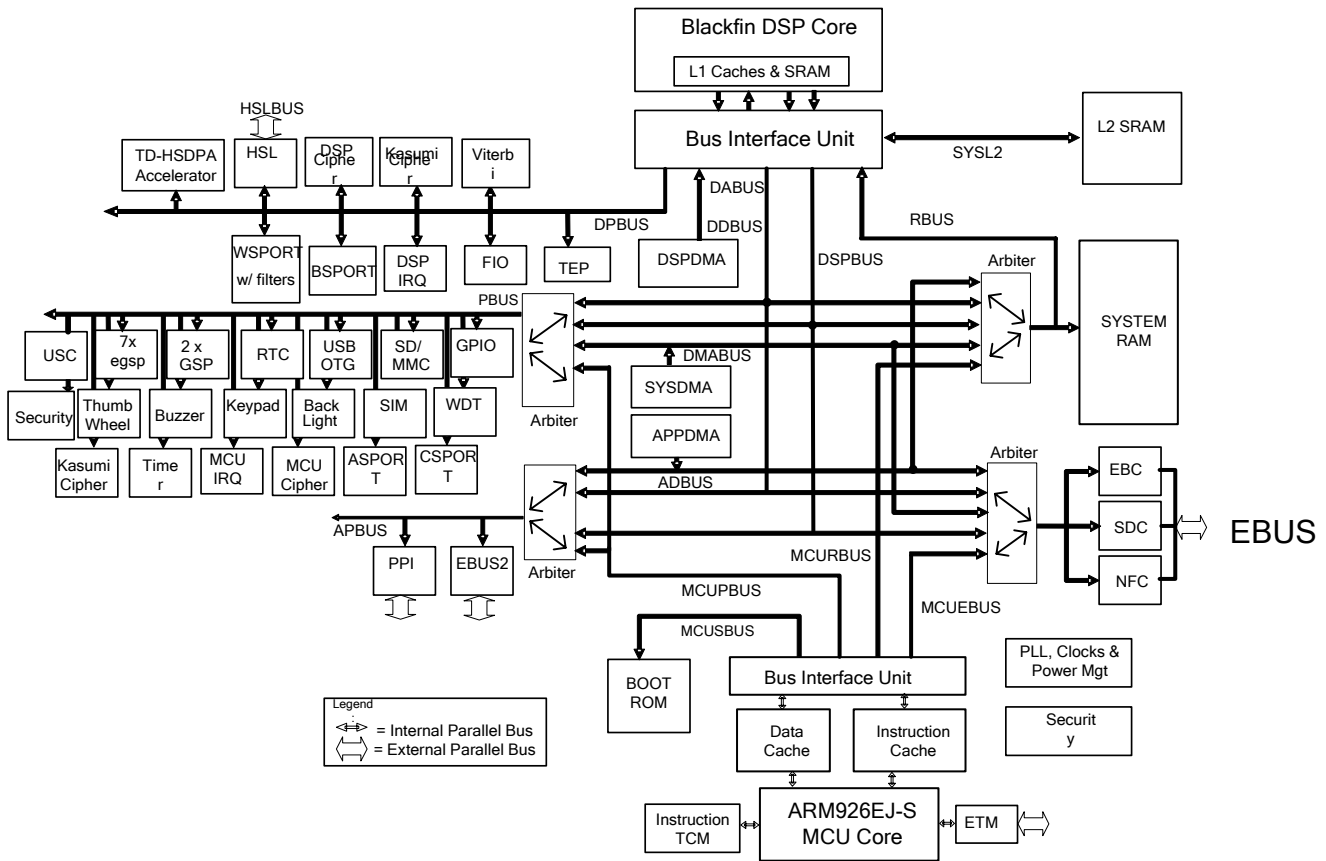 Blackfin DSP Core
L1 Caches & SRAM
HSLBUS
Bus Interface Unit
SYSL2
L2 SRAM
TD-HSDPA
Accelerator
HSL
DSP
Ciphe
r
Kasumi
Cipher
r
Viterb
i
DABUS
DDBUS
DPBUS
RBUS
WSPORT
w/ filters
BSPORT
DSP
IRQ
FIO
TEP
DSPDMA
DSPBUS
Arbiter
PBUS
SYSTEM
RAM
USC
7x
egsp
2 x
GSP
RTC
USB
OTG
SD/
MMC
GPIO
DMABUS
SYSDMA
Security
Thumb
Wheel
Buzzer
Keypad
Back
Light
SIM
WDT
Arbiter
APPDMA
Kasumi
Cipher
Time
r
MCU
IRQ
MCU
Cipher
ASPOR
T
CSPOR
T
ADBUS
Arbiter
EBC
SDC
NFC
EBUS
APBUS
PPI
EBUS2
Arbiter
MCURBUS
MCUPBUS
MCUEBUS
MCUSBUS
BOOT
ROM
Bus Interface Unit
PLL, Clocks &
Power Mgt
Legend
:
= Internal Parallel Bus
= External Parallel Bus
Data
Cache
Instruction
Cache
Securit
y
Instruction
TCM
ARM926EJ-S
MCU Core
ETM